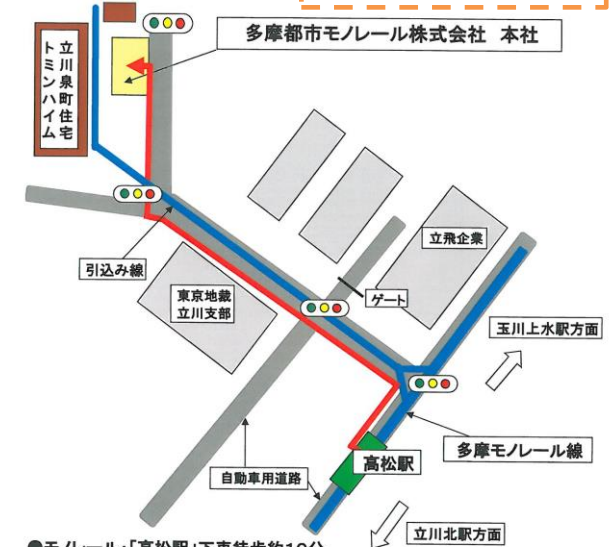 多摩都市モノレール株式会社 本社
立川泉町住宅
トミンハイム
立飛企業
引込み線
東京地裁
立川支部
ゲート
玉川上水駅方面
多摩モノレール線
高松駅
自動車用道路
立川北駅方面